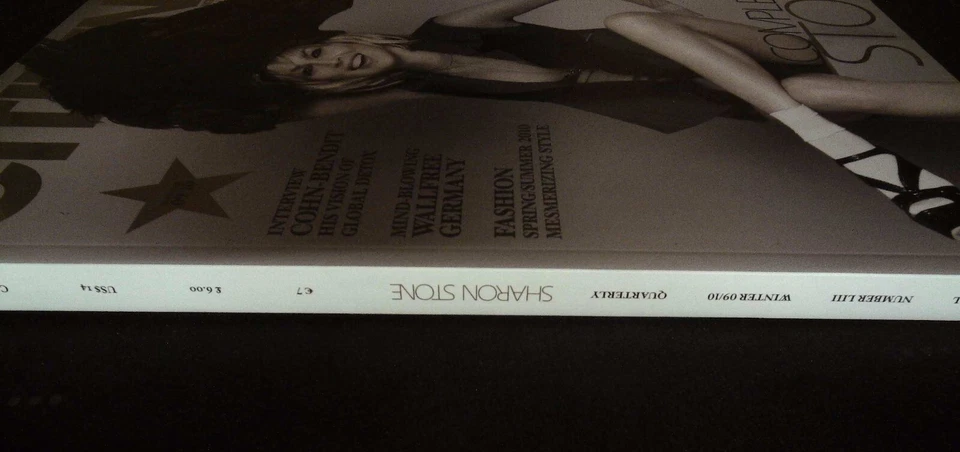 INTERVIEW
COHN-BENDIT
HIS VISION OF
GLOBAL DETOX
MIND-BLOWING
WALLFREE
GERMANY
FASHION
SPRING/SUMMER 2010
MESMERIZING STYLE
NUMBER LIII
WINTER 09/10
QUARTERLY
SHARON STONE
€ 7
£ 6.00
US$ 14